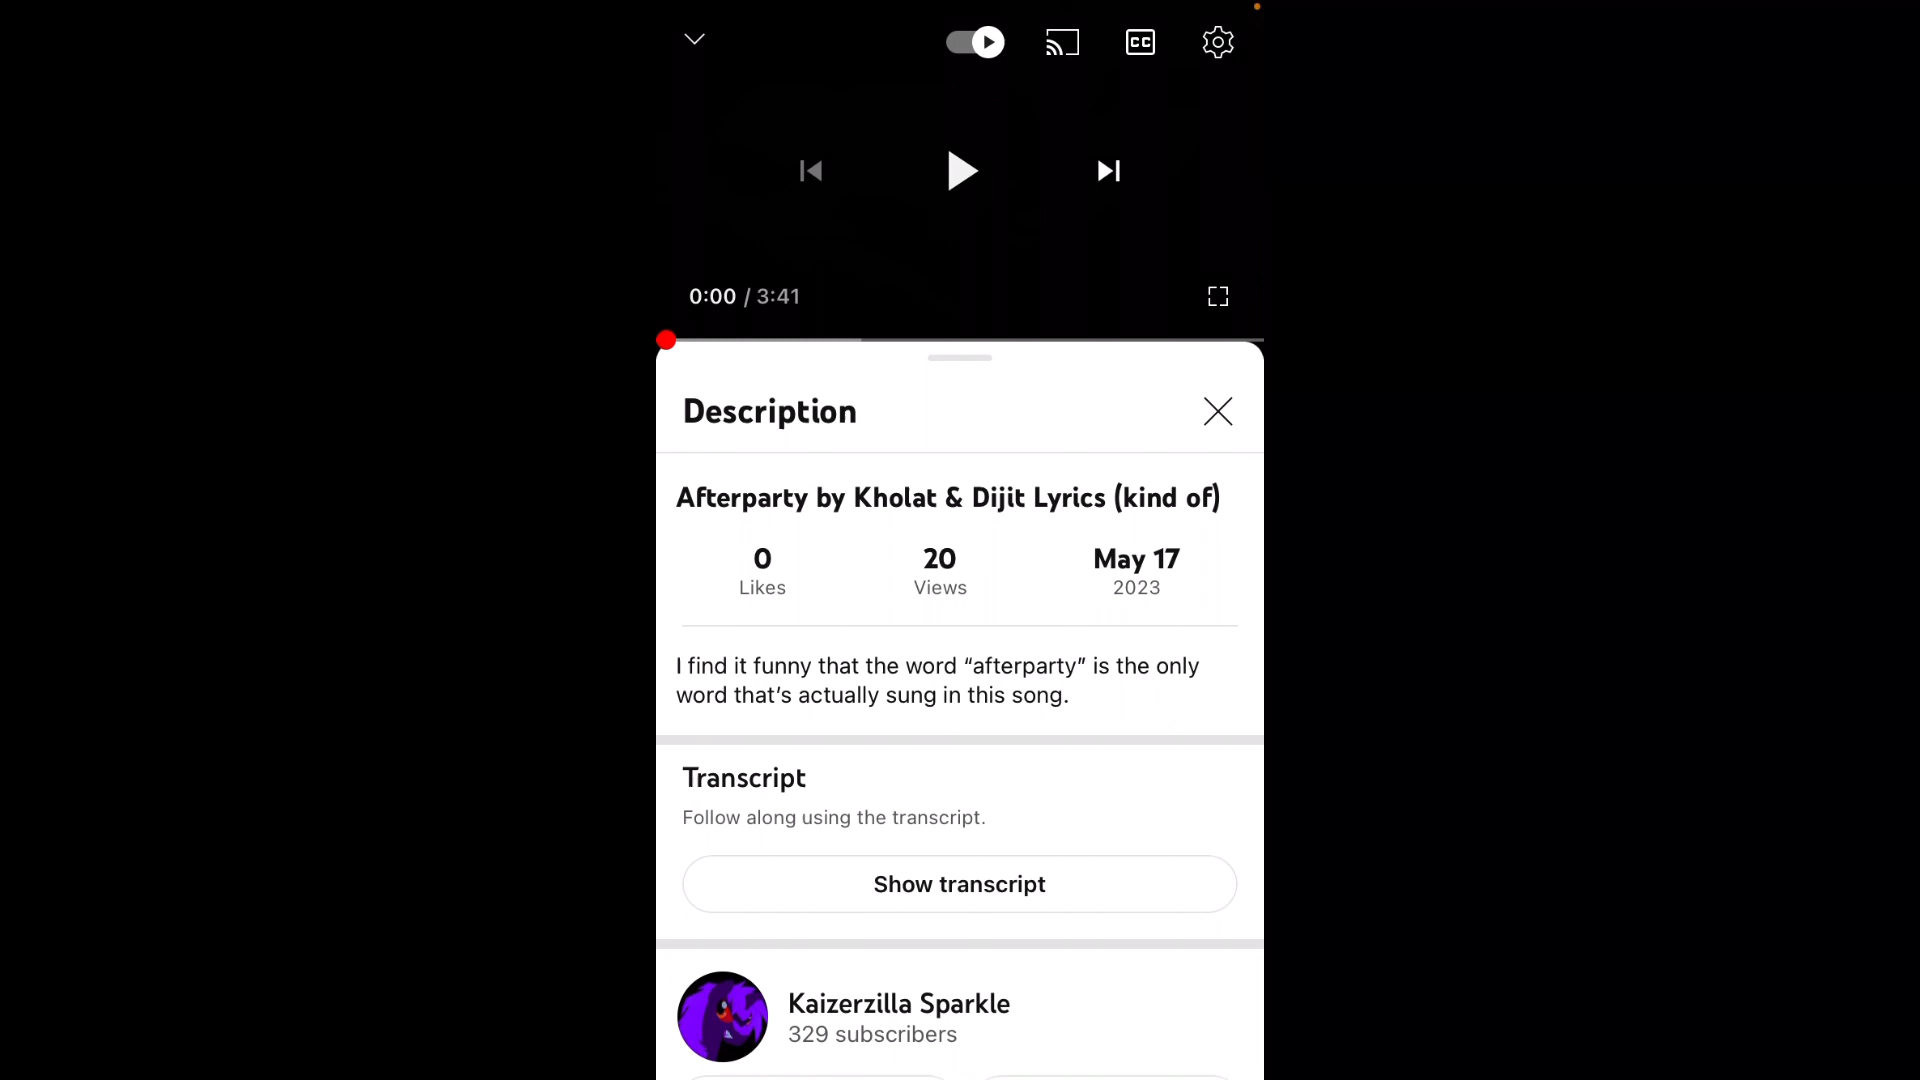 CC
0:00 / 3:41
Description
Afterparty by Kholat & Dijit Lyrics (kind of)
0 20 May 17
Likes Views 2023
I find it funny that the word “afterparty” is the only
word that’s actually sung in this song.
Transcript
Follow along using the transcript.
Show transcript
Kaizerzilla Sparkle
329 subscribers